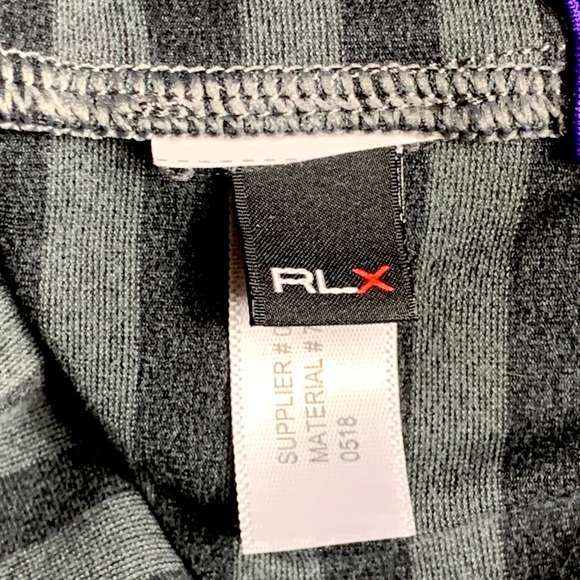 RLX
SUPPLIER #
MATERIAL #
0518